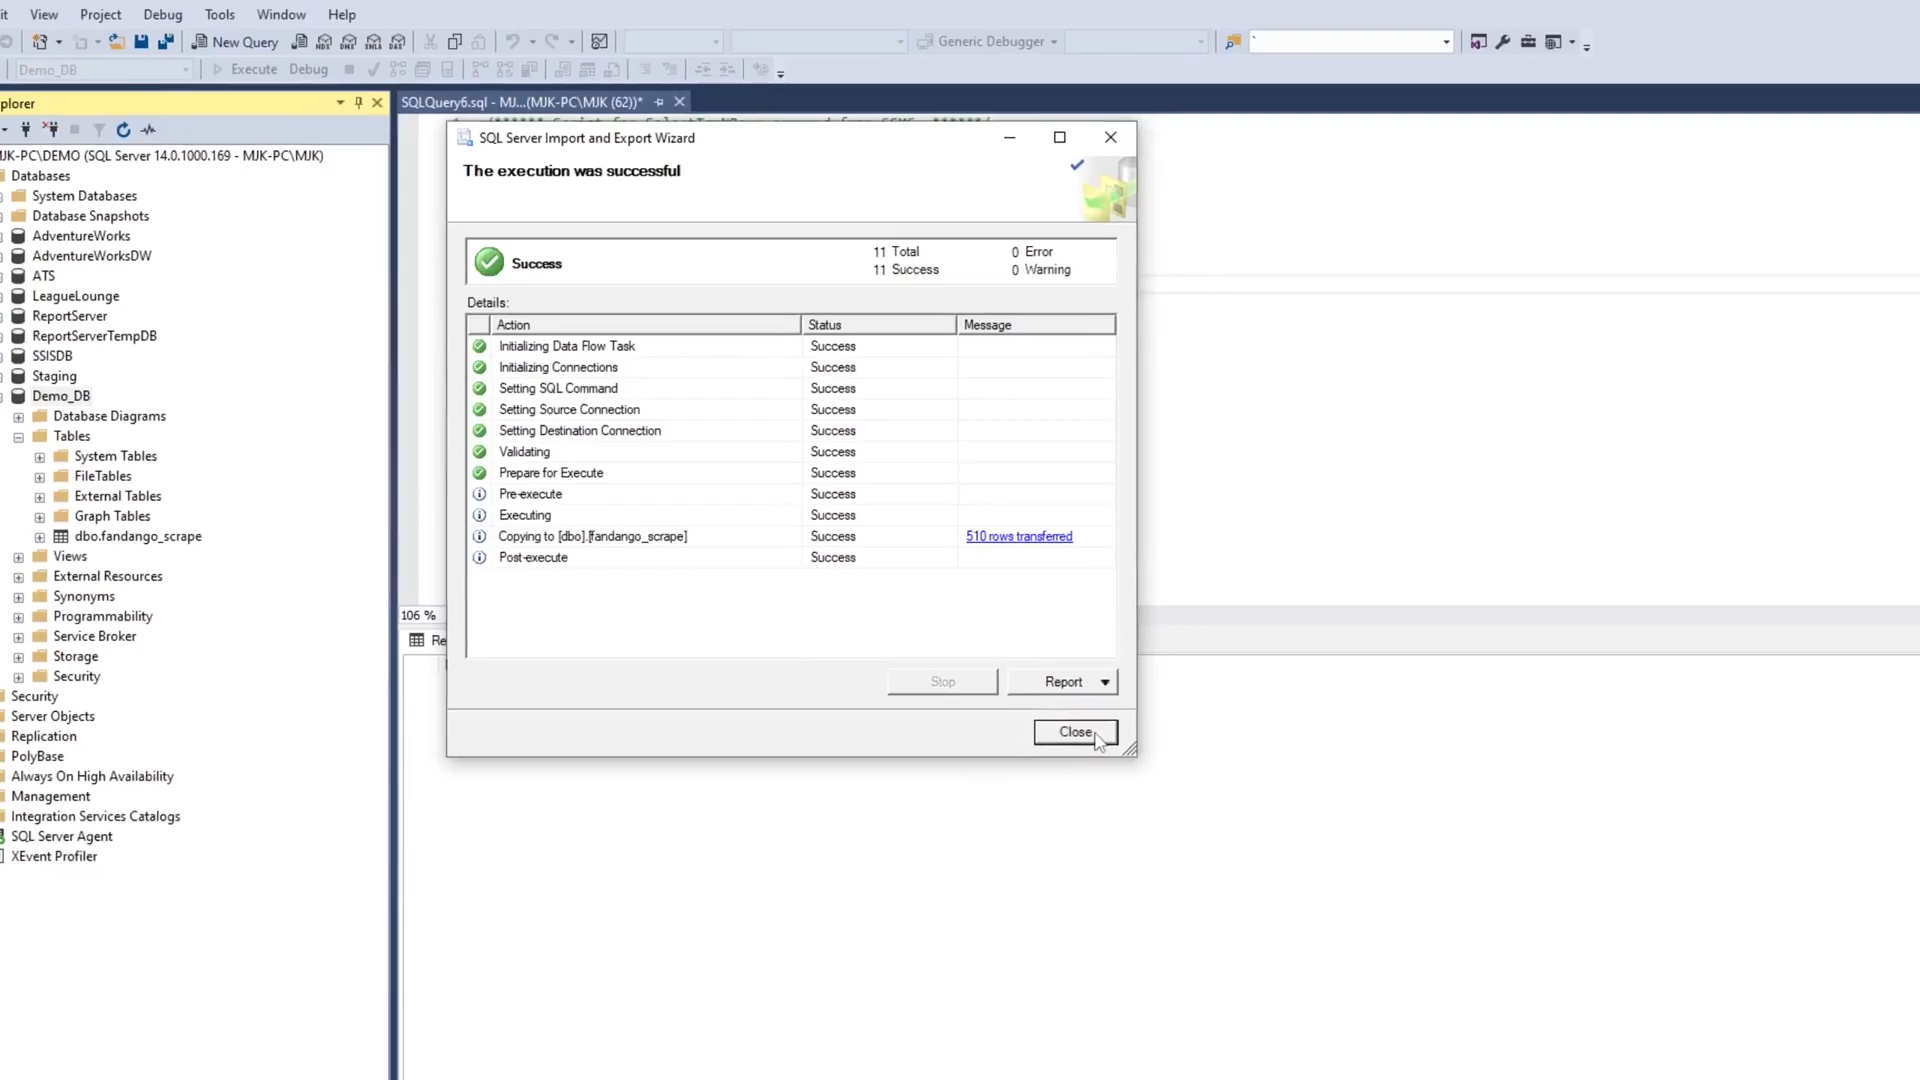 it View Project Debug Tools Window Help
New Query MDX DMX XMLA DAX Generic Debugger
Demo_DB Execute Debug
plorer
JK-PC\DEMO (SQL Server 14.0.1000.169 - MJK-PC\MJK)
Databases
System Databases
Database Snapshots
AdventureWorks
AdventureWorksDW
ATS
LeagueLounge
ReportServer
ReportServerTempDB
SSISDB
Staging
Demo_DB
Database Diagrams
Tables
System Tables
FileTables
External Tables
Graph Tables
dbo.fandango_scrape
Views
External Resources
Synonyms
Programmability
Service Broker
Storage
Security
Security
Server Objects
Replication
PolyBase
Always On High Availability
Management
Integration Services Catalogs
SQL Server Agent
XEvent Profiler
SQLQuery6.sql - MJ...(MJK-PC\MJK (62))*
106 %
Re
SQL Server Import and Export Wizard
The execution was successful
Success
11 Total 0 Error
11 Success 0 Warning
Details:
Action Status Message
Initializing Data Flow Task Success
Initializing Connections Success
Setting SQL Command Success
Setting Source Connection Success
Setting Destination Connection Success
Validating Success
Prepare for Execute Success
Pre-execute Success
Executing Success
Copying to [dbo].[fandango_scrape] Success 510 rows transferred
Post-execute Success
Stop Report
Close